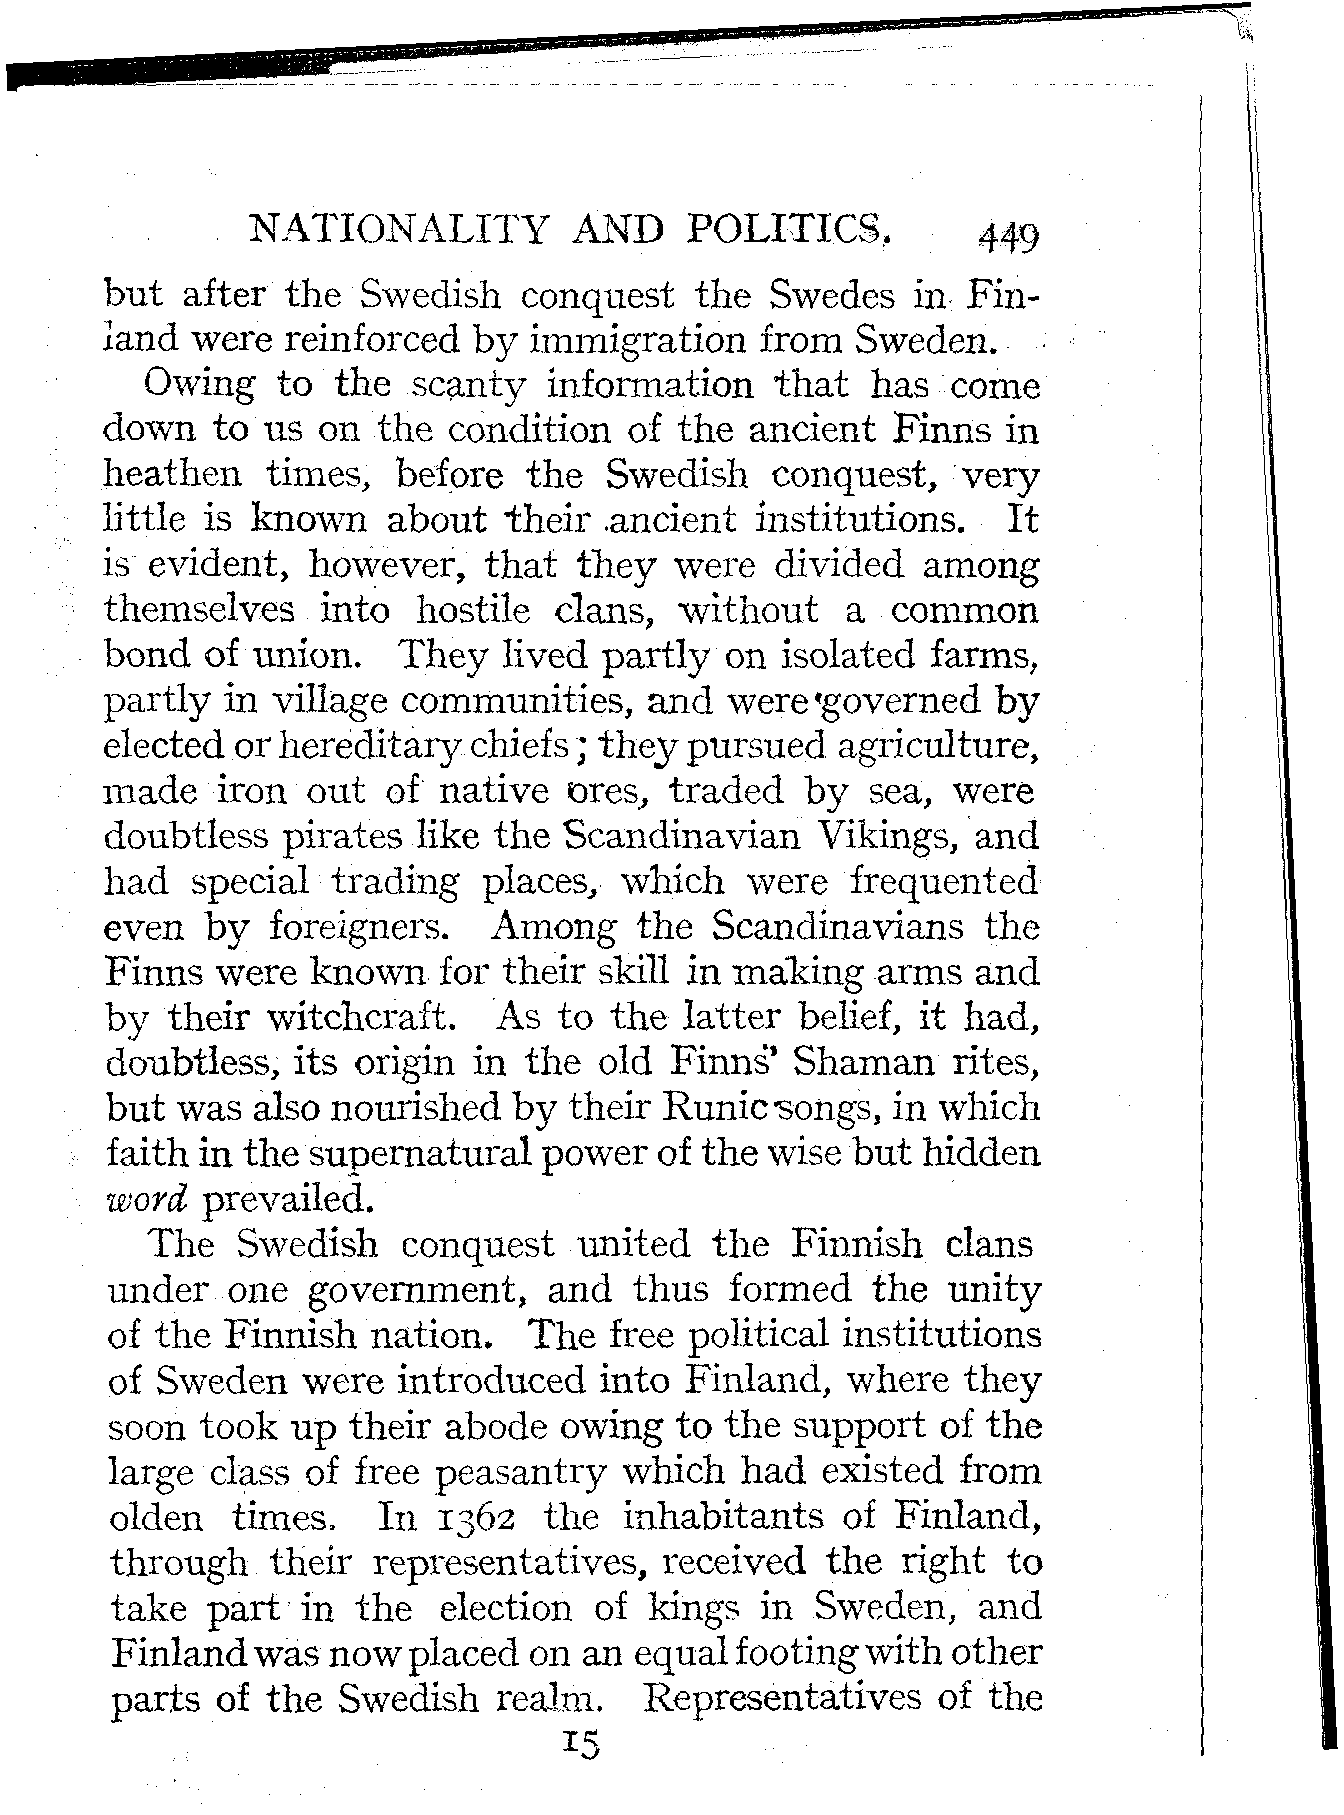 NATIONALITY AND POLITICS. 449
but after the Swedish conquest the Swedes in Fin-
land were reinforced by immigration from Sweden.
Owing to the scanty information that has come
down to us on the condition of the ancient Finns in
heathen times, before the Swedish conquest, very
little is known about their ancient institutions. It
is evident, however, that they were divided among
themselves into hostile clans, without a common
bond of union. They lived partly on isolated farms,
partly in village communities, and were governed by
elected or hereditary chiefs; they pursued agriculture,
made iron out of native ores, traded by sea, were
doubtless pirates like the Scandinavian Vikings, and
had special trading places, which were frequented
even by foreigners. Among the Scandinavians the
Finns were known for their skill in making arms and
by their witchcraft. As to the latter belief, it had,
doubtless, its origin in the old Finns' Shaman rites,
but was also nourished by their Runic songs, in which
faith in the supernatural power of the wise but hidden
word prevailed.
The Swedish conquest united the Finnish clans
under one government, and thus formed the unity
of the Finnish nation. The free political institutions
of Sweden were introduced into Finland, where they
soon took up their abode owing to the support of the
large class of free peasantry which had existed from
olden times. In 1362 the inhabitants of Finland,
through their representatives, received the right to
take part in the election of kings in Sweden, and
Finland was now placed on an equal footing with other
parts of the Swedish realm. Representatives of the
15